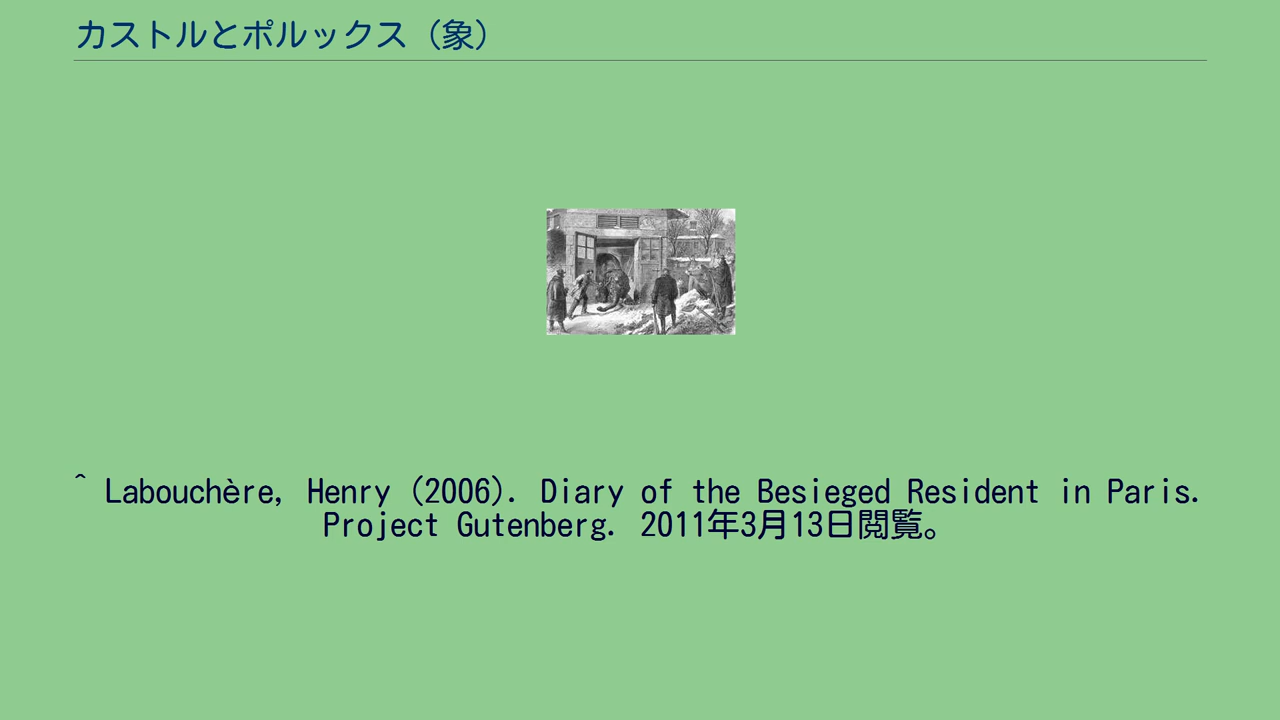 カストルとポルックス（象）
^ Labouchère, Henry (2006). Diary of the Besieged Resident in Paris.
Project Gutenberg. 2011年3月13日閲覧。